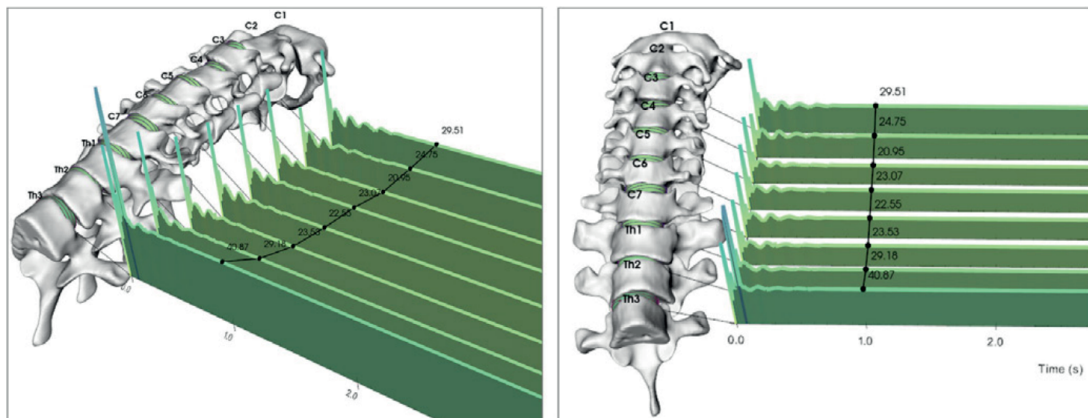 C1
C2
C3
C4
C5
C6
C7
Th1
Th2
Th3
29.51
24.75
20.95
23.0
22.55
23.53
29.18
40.87
0.0
1.0
2.0
C1
C2
C3
C4
C5
C6
C7
Th1
Th2
Th3
29.51
24.75
20.95
23.07
22.55
23.53
29.18
40.87
0.0
1.0
2.0
Time (s)